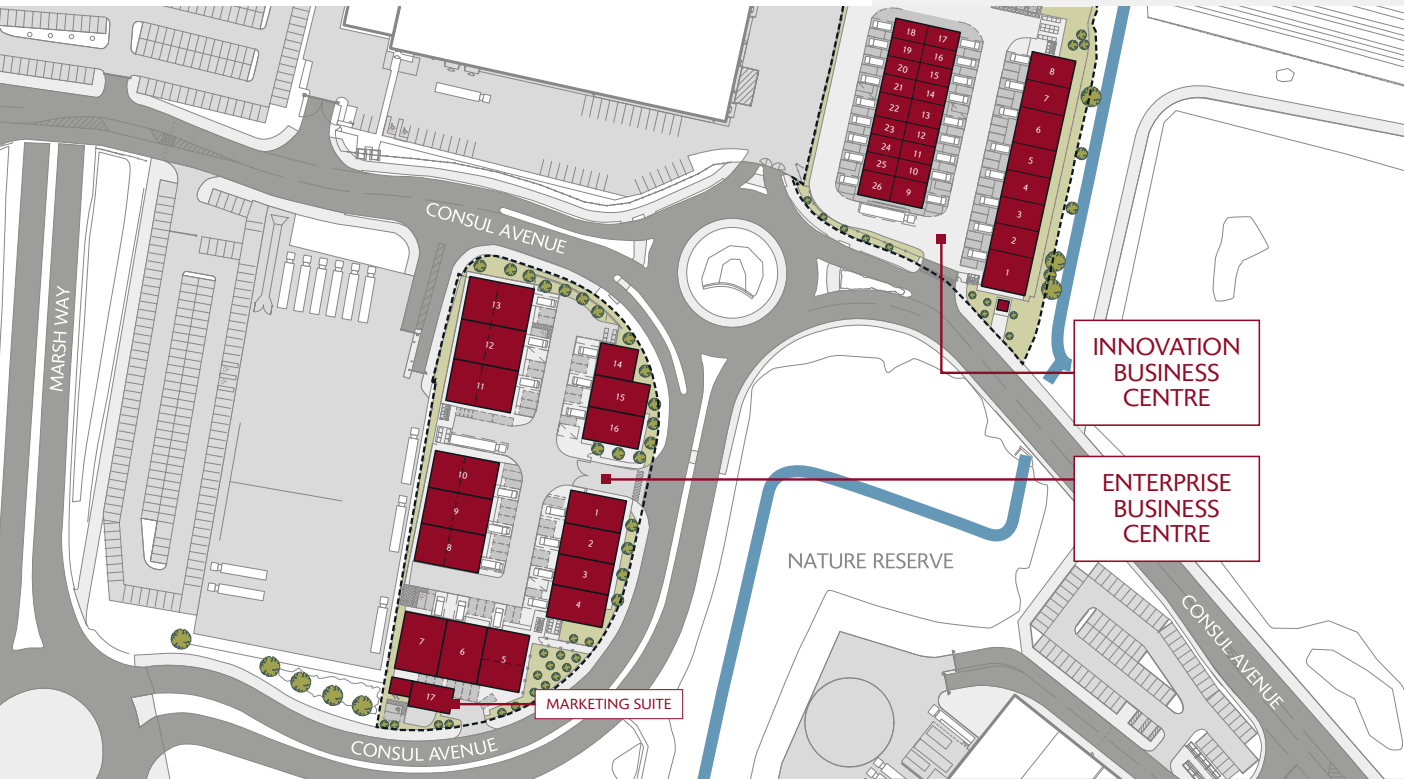 18 17
19 16
20 15
21 14
22 13
23 12
24 11
25 10
26 9
8
7
6
5
4
3
2
1
CONSUL AVENUE
MARSH WAY
INNOVATION
BUSINESS
CENTRE
13
12
11
14
15
16
10
9
8
1
2
3
4
ENTERPRISE
BUSINESS
CENTRE
NATURE RESERVE
7 6 5
17
MARKETING SUITE
CONSUL AVENUE
CONSUL AVENUE